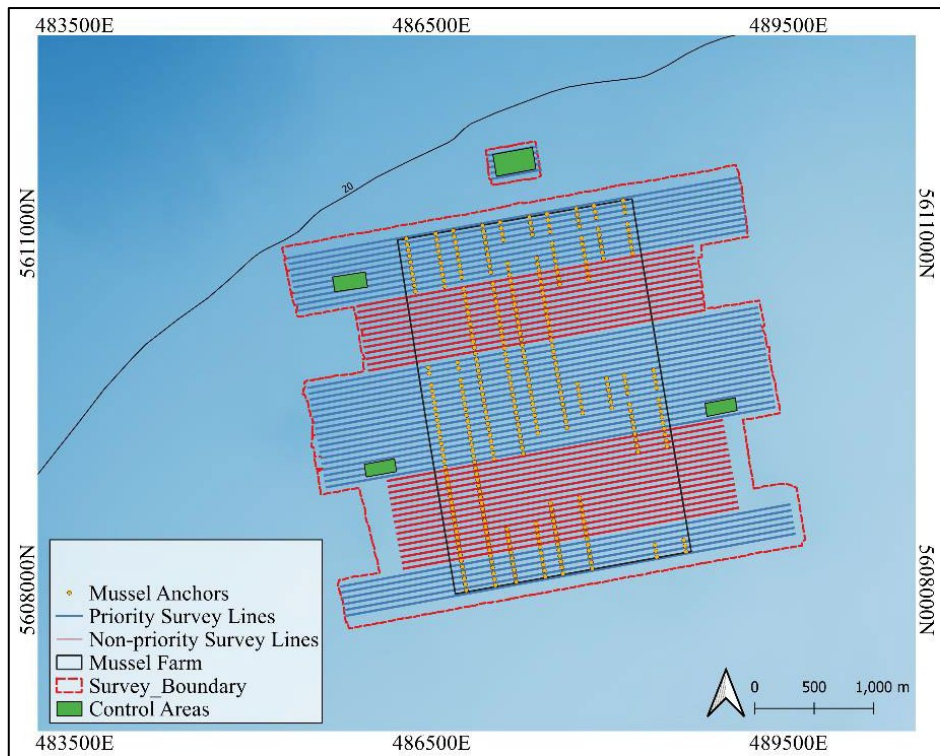 483500E 486500E 489500E
5611000N
5611000N
20
5608000N
5608000N
Mussel Anchors
Priority Survey Lines
Non-priority Survey Lines
Mussel Farm
Survey_Boundary
Control Areas
0 500 1,000 m
483500E 486500E 489500E